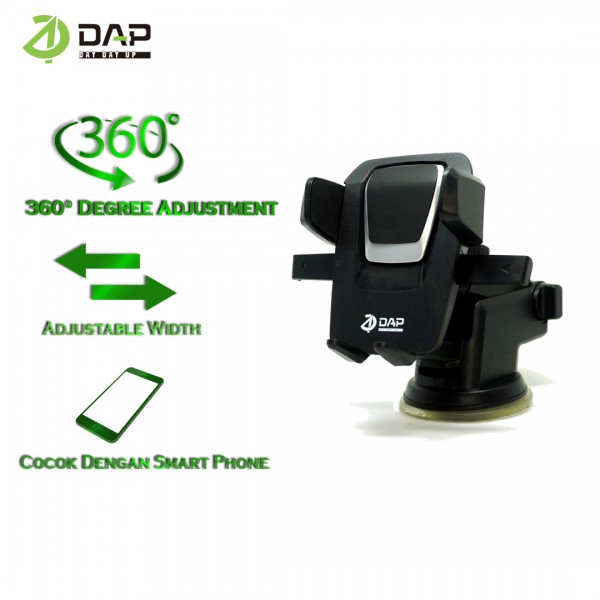 DAP
DAY DAY UP
360°
360° DEGREE ADJUSTMENT
ADJUSTABLE WIDTH
COCOK DENGAN SMART PHONE
DAP